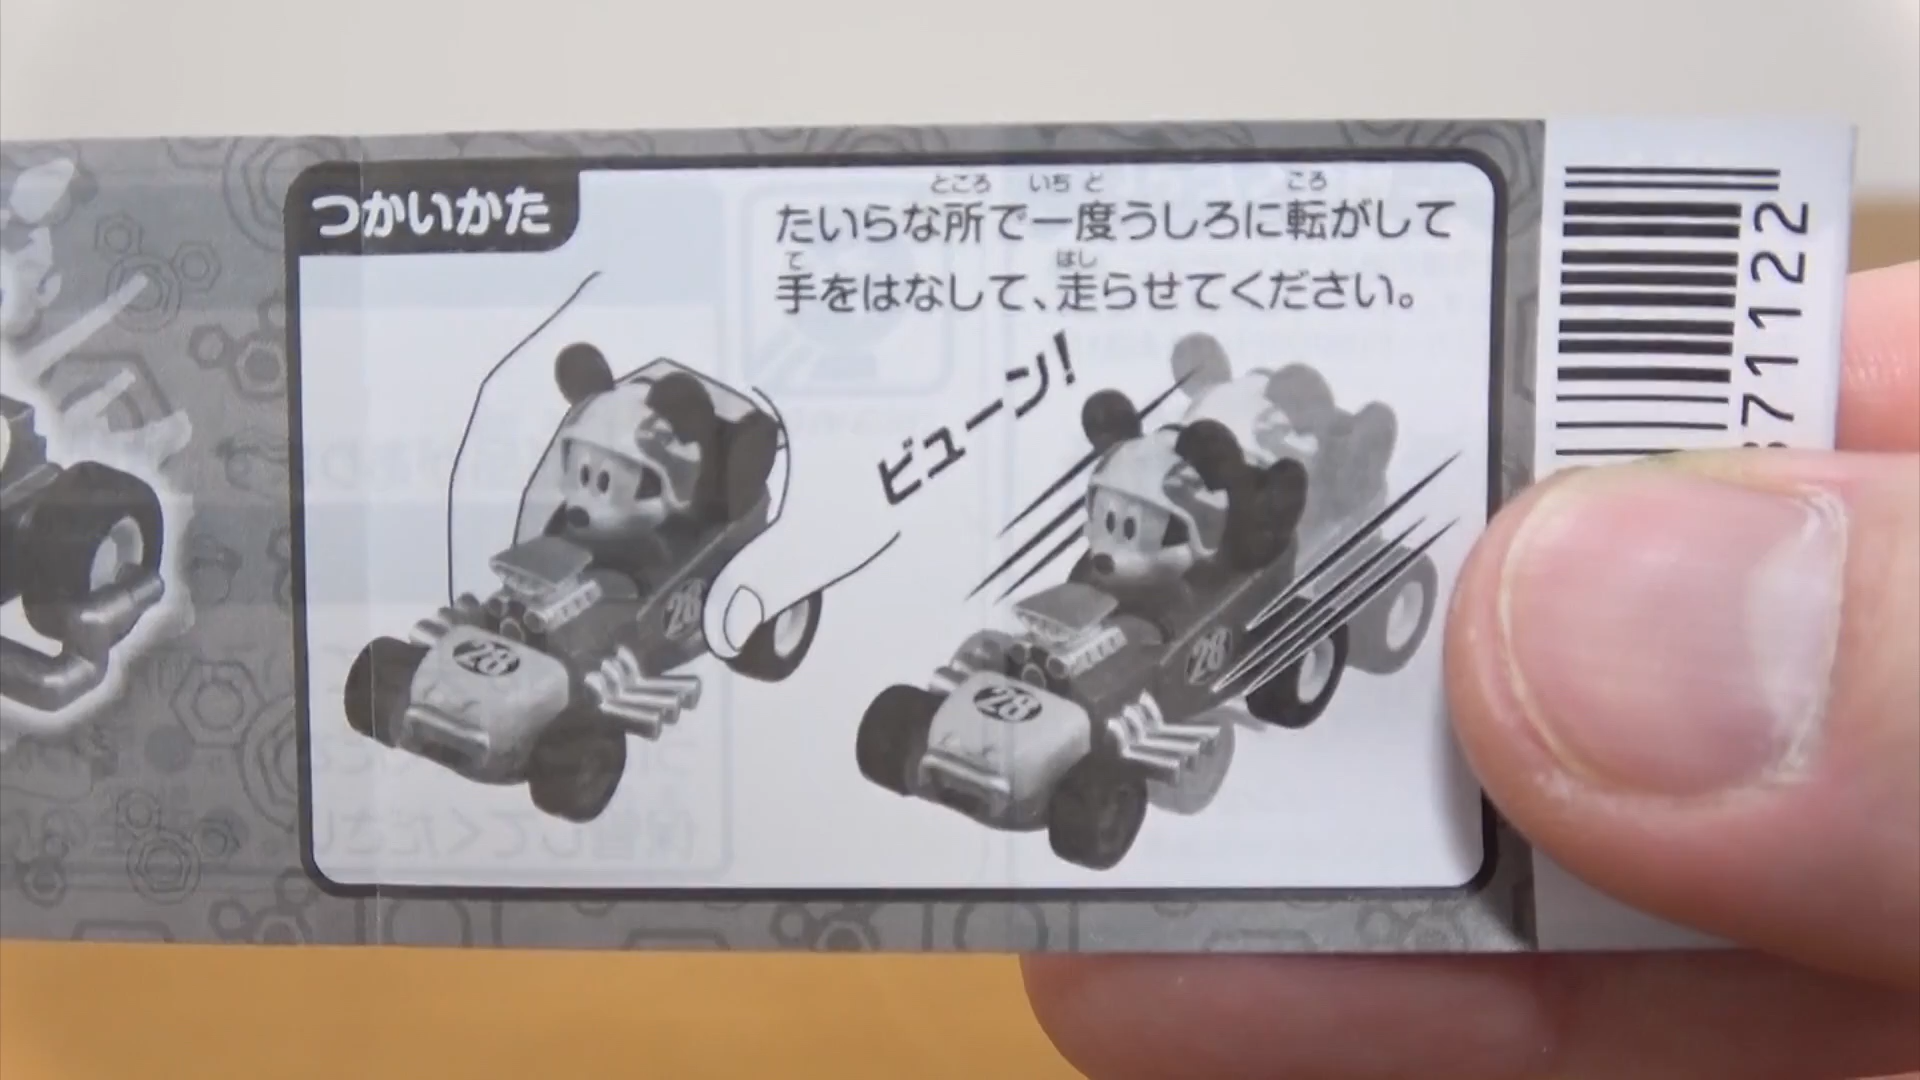 つかいかた
ところ いちど ころ
たいらな所で一度うしろに転がして
て はし
手をはなして、走らせてください。
ビューン!
28
28
28
28
71122